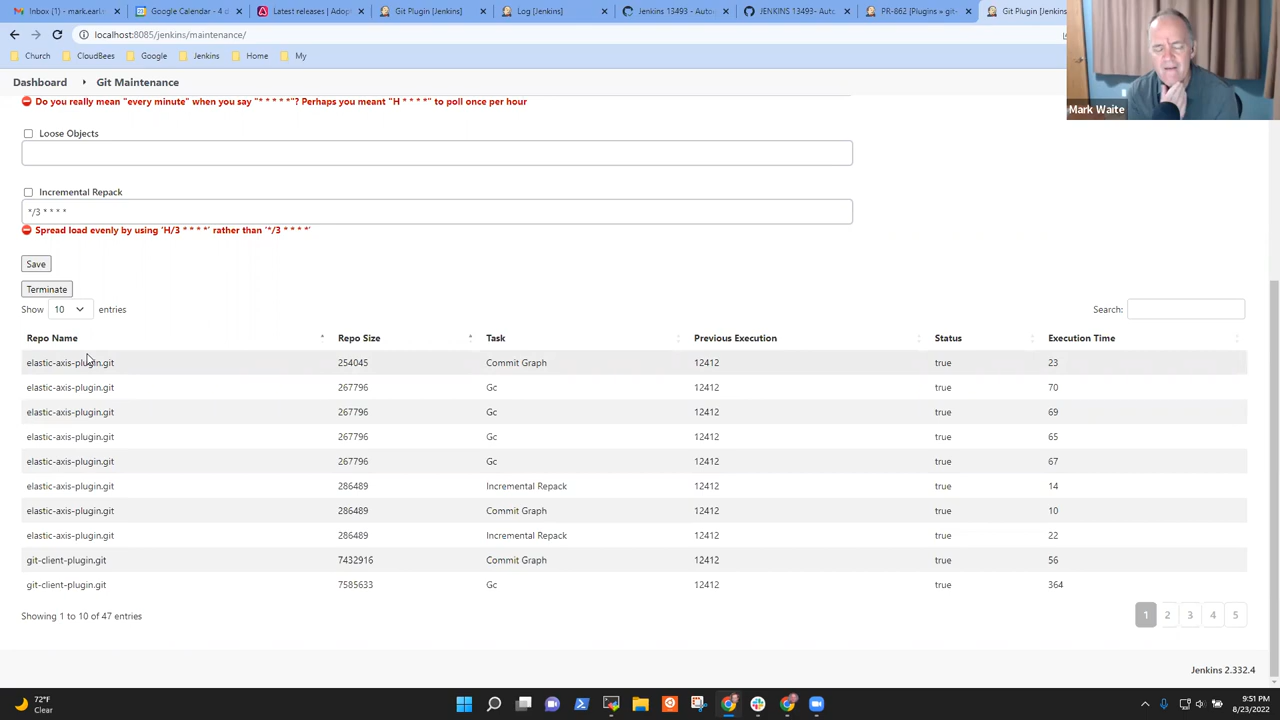 Inbox (1) - mark.earl
Google Calendar - 4 d
Latest releases | Adop
Git Plugin [Jenkins]
Log [Jenkins]
Jenkins 13493 - Auto
JENKINS 13493- Auto
PR-862 [Plugins » git-
Git Plugin [Jenkins
localhost:8085/jenkins/maintenance/
Church
CloudBees
Google
Jenkins
Home
My
Mark Waite
Dashboard
Git Maintenance
Do you really mean "every minute" when you say "* * * * *"? Perhaps you meant "H * * * *" to poll once per hour
Loose Objects
Incremental Repack
*/3 * * * *
Spread load evenly by using ‘H/3 * * * *’ rather than ‘*/3 * * * *’
Save
Terminate
Show 10 entries
Search:
Repo Name Repo Size Task Previous Execution Status Execution Time
elastic-axis-plugin.git 254045 Commit Graph 12412 true 23
elastic-axis-plugin.git 267796 Gc 12412 true 70
elastic-axis-plugin.git 267796 Gc 12412 true 69
elastic-axis-plugin.git 267796 Gc 12412 true 65
elastic-axis-plugin.git 267796 Gc 12412 true 67
elastic-axis-plugin.git 286489 Incremental Repack 12412 true 14
elastic-axis-plugin.git 286489 Commit Graph 12412 true 10
elastic-axis-plugin.git 286489 Incremental Repack 12412 true 22
git-client-plugin.git 7432916 Commit Graph 12412 true 56
git-client-plugin.git 7585633 Gc 12412 true 364
Showing 1 to 10 of 47 entries
1 2 3 4 5
Jenkins 2.332.4
72°F
Clear
9:51 PM
8/23/2022